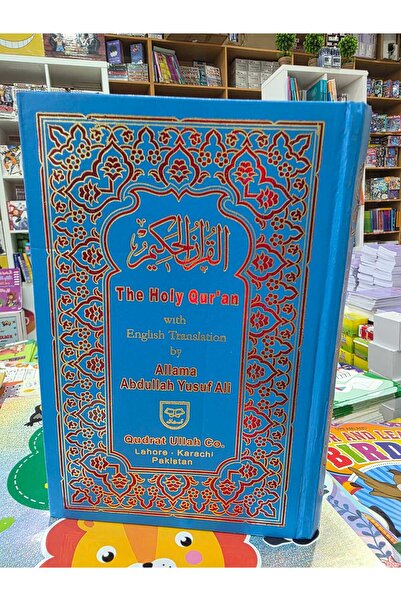 القرآن الحكيم
The Holy Qur'an
with
English Translation
by
Allama
Abdullah Yusuf Ali
Qudrat Ullah Co.
Lahore - Karachi
Pakistan
BIRD